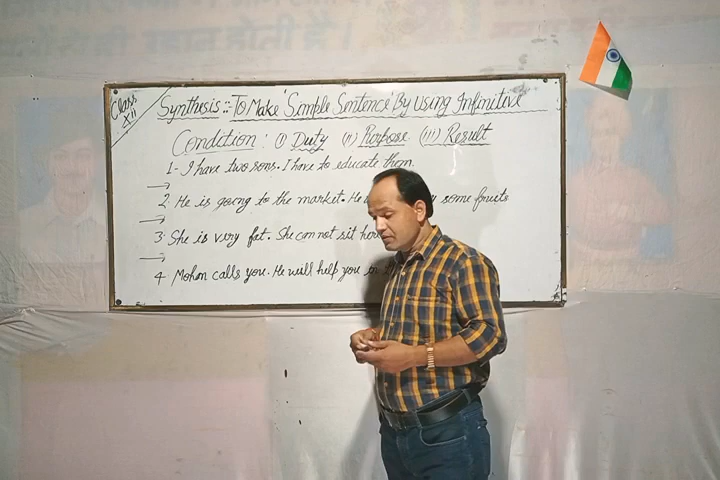 होती है।
Class XII
Synthesis :- To Make 'Simple Sentence' By Using Infinitive
Condition : (i) Duty (ii) Purpose (iii) Result
1- I have two sons. I have to educate them.
→
2. He is going to the market. He some fruits
→
3. She is very fat. She can not sit
→
4 Mohan calls you. He will help you in